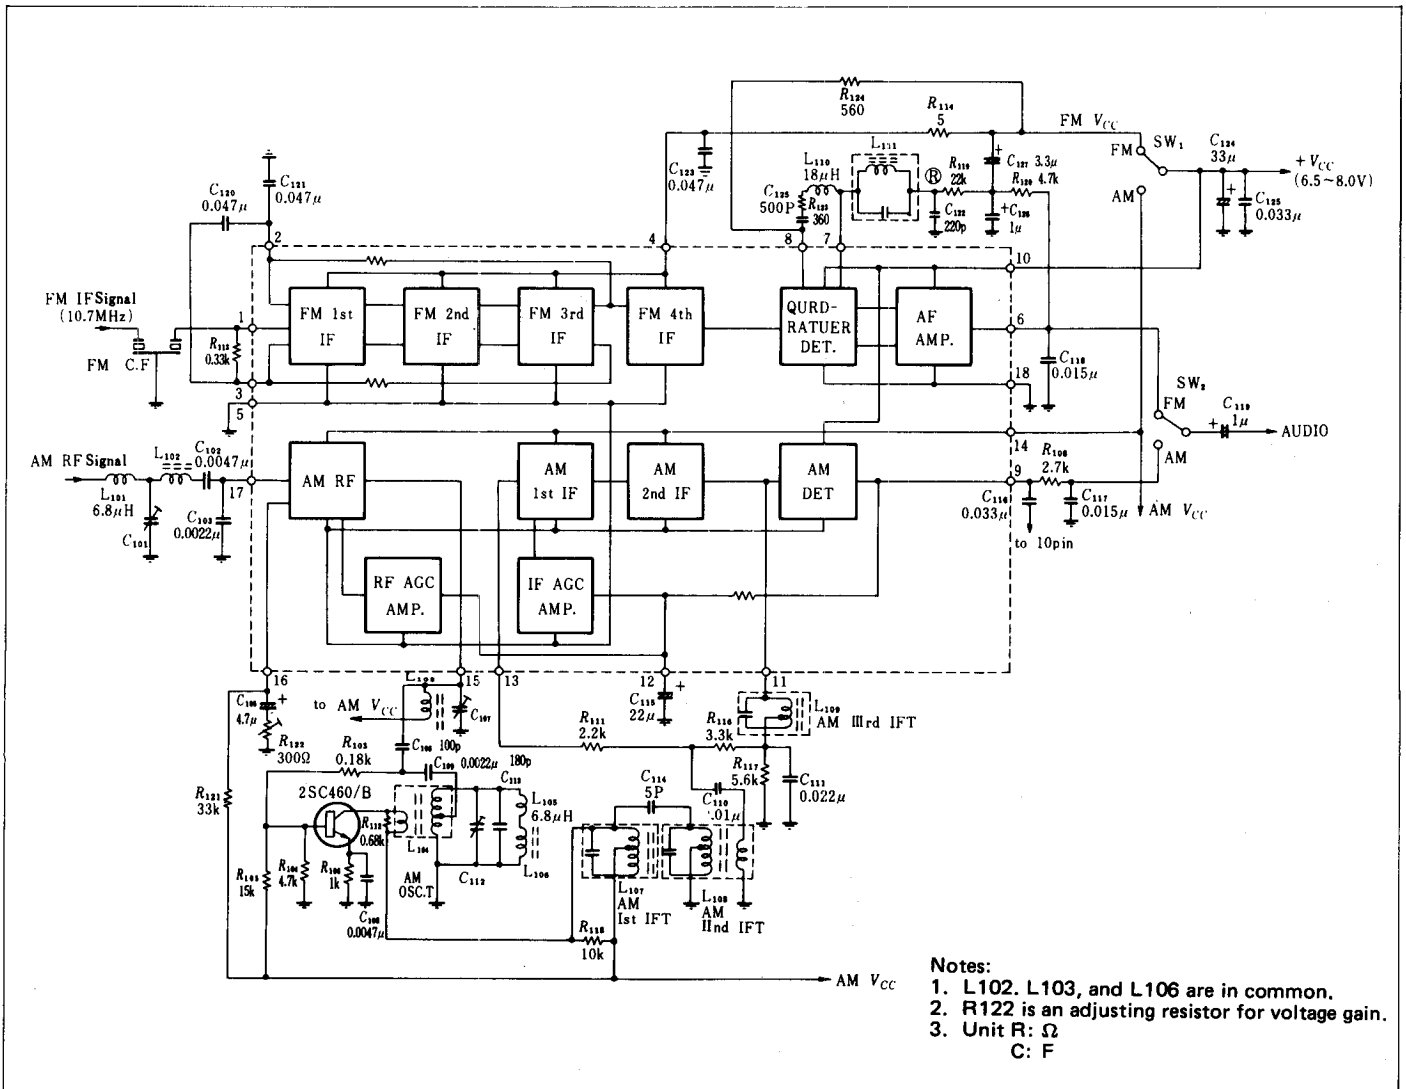 R124
560
R114
5
FM VCC
FM
SW1
C124
33μ
+ VCC
(6.5~8.0V)
AM
C125
0.033μ
C123
0.047μ
L110
18μH
L111
C125
500P
R123
360
R
R119
22k
C127 3.3μ
R120 4.7k
C122
220p
C126
1μ
C120
0.047μ
C121
0.047μ
2
4
8
7
10
FM IF Signal
(10.7MHz)
FM C.F
1
R113
0.33k
3
5
FM 1st
IF
FM 2nd
IF
FM 3rd
IF
FM 4th
IF
QURD-
RATUER
DET.
AF
AMP.
6
18
C118
0.015μ
SW2
FM
AM
C119
1μ
AUDIO
14
9
R108
2.7k
C116
0.033μ
C117
0.015μ
to 10pin
AM VCC
AM RF Signal
L101
6.8μH
C101
L102
C102
0.0047μ
C103
0.0022μ
17
AM RF
AM
1st IF
AM
2nd IF
AM
DET
RF AGC
AMP.
IF AGC
AMP.
16
15
13
12
11
C106
4.7μ
R122
300Ω
to AM VCC
C107
C115
22μ
L109
AM IIIrd IFT
R103
0.18k
100p
C109
0.0022μ
180p
C113
R111
2.2k
R116
3.3k
R117
5.6k
C111
0.022μ
R121
33k
2SC460/B
R112
0.68k
L104
AM
OSC.T
C112
L105
6.8μH
L106
C114
5P
C110
.01μ
R103
15k
R104
4.7k
1k
0.0047μ
L107
AM
Ist IFT
L108
AM
IInd IFT
R118
10k
AM VCC
Notes:
1. L102. L103, and L106 are in common.
2. R122 is an adjusting resistor for voltage gain.
3. Unit R: Ω
C: F